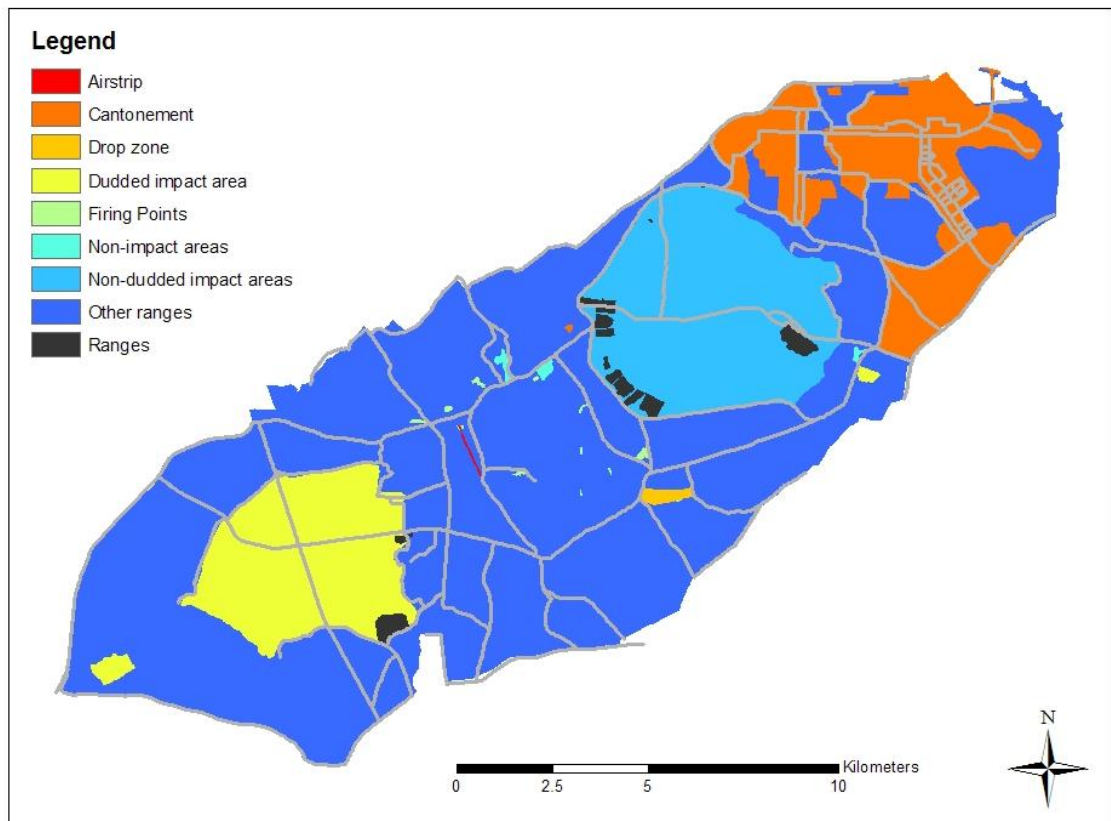 Legend
Airstrip
Cantonement
Drop zone
Dudded impact area
Firing Points
Non-impact areas
Non-dudded impact areas
Other ranges
Ranges
N
Kilometers
0 2.5 5 10